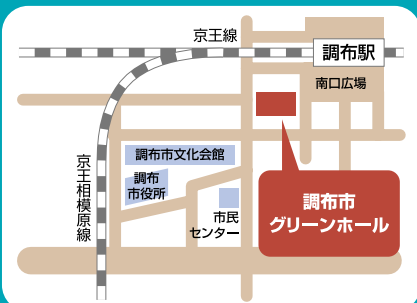 京王線
調布駅
南口広場
調布市文化会館
調布
市役所
京王相模原線
市民
センター
調布市
グリーンホール